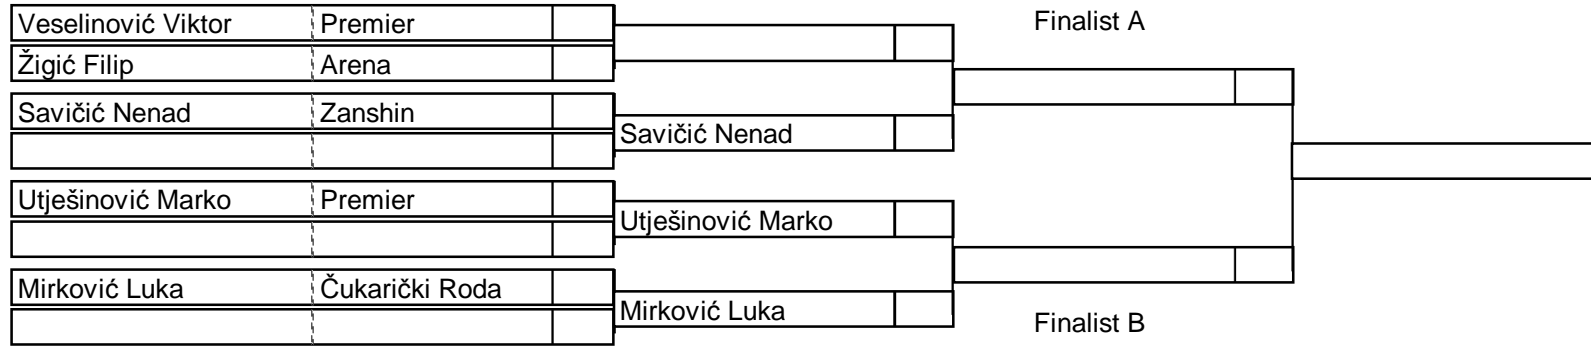 Veselinović Viktor Premier
Finalist A
Žigić Filip Arena
Savičić Nenad Zanshin
Savičić Nenad
Utješinović Marko Premier
Utješinović Marko
Mirković Luka Čukarički Roda
Mirković Luka
Finalist B